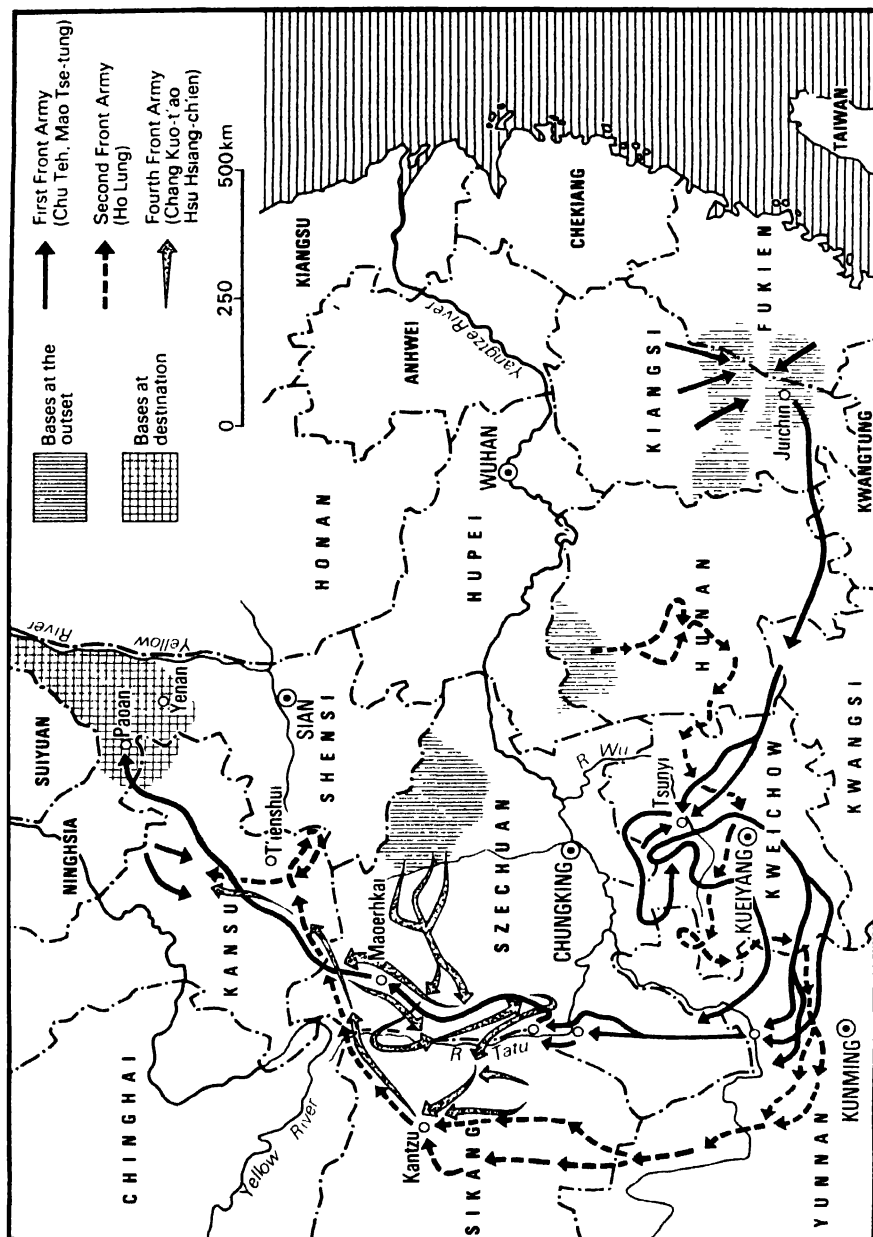 Bases at the
outset
Bases at
destination
First Front Army
(Chu Teh, Mao Tse-tung)
Second Front Army
(Ho Lung)
Fourth Front Army
(Chang Kuo-t'ao
Hsu Hsiang-ch'ien)
0
250
500km
SUIYUAN
NINGHSIA
CHINGHAI
KANSU
SHENSI
HONAN
KIANGSU
ANHWEI
HUPEI
SZECHUAN
SIKANG
CHEKIANG
KIANGSI
FUKIEN
HUNAN
KWEICHOW
YUNNAN
KWANGSI
KWANGTUNG
TAIWAN
Yellow River
Yellow River
Yangtze River
R Wu
R Tatu
Paoan
Yenan
SIAN
Tienshui
Maoerhkai
Kantzu
WUHAN
CHUNGKING
Tsunyi
KUEIYANG
KUNMING
Juichin